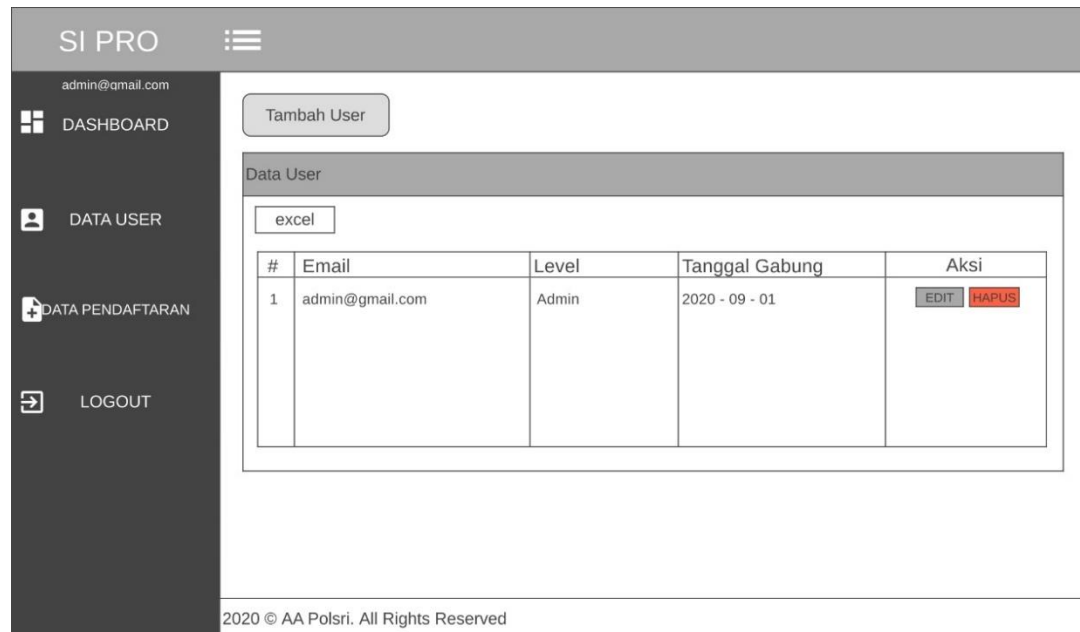 SI PRO
admin@gmail.com
DASHBOARD
DATA USER
DATA PENDAFTARAN
LOGOUT
Tambah User
Data User
excel
# Email Level Tanggal Gabung Aksi
1 admin@gmail.com Admin 2020 - 09 - 01 EDIT HAPUS
2020 © AA Polsri. All Rights Reserved